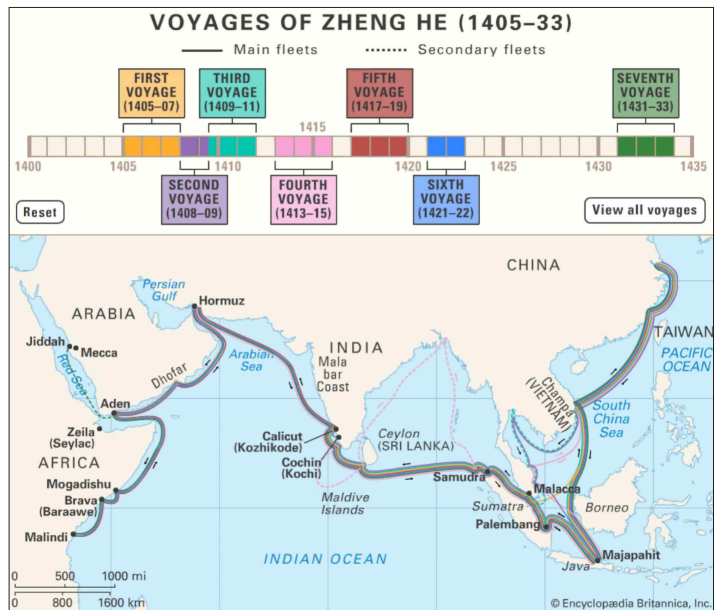 VOYAGES OF ZHENG HE (1405–33)
Main fleets
Secondary fleets
FIRST
VOYAGE
(1405–07)
THIRD
VOYAGE
(1409–11)
FIFTH
VOYAGE
(1417–19)
SEVENTH
VOYAGE
(1431–33)
1415
1400
1405
1410
1420
1425
1430
1435
SECOND
VOYAGE
(1408–09)
FOURTH
VOYAGE
(1413–15)
SIXTH
VOYAGE
(1421–22)
Reset
View all voyages
CHINA
Persian
Gulf
Hormuz
ARABIA
TAIWAN
Jiddah
Mecca
Red Sea
Arabian
Sea
INDIA
Mala
bar
Coast
PACIFIC
OCEAN
Dhofar
Champa
(VIETNAM)
Aden
South
China
Sea
Zeila
(Seylac)
Calicut
(Kozhikode)
Ceylon
(SRI LANKA)
AFRICA
Cochin
(Kochi)
Mogadishu
Samudra
Malacca
Brava
(Baraawe)
Maldive
Islands
Sumatra
Borneo
Malindi
Palembang
INDIAN OCEAN
Majapahit
Java
0 500 1000 mi
0 800 1600 km
© Encyclopædia Britannica, Inc.